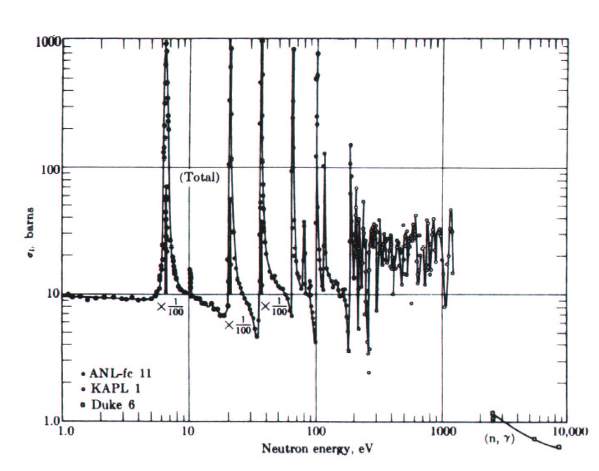 1000
100
10
1.0
σt, barns
(Total)
× 1/100
× 1/100
× 1/100
• ANL-fc 11
∘ KAPL 1
□ Duke 6
(n, γ)
1.0
10
100
1000
10,000
Neutron energy, eV